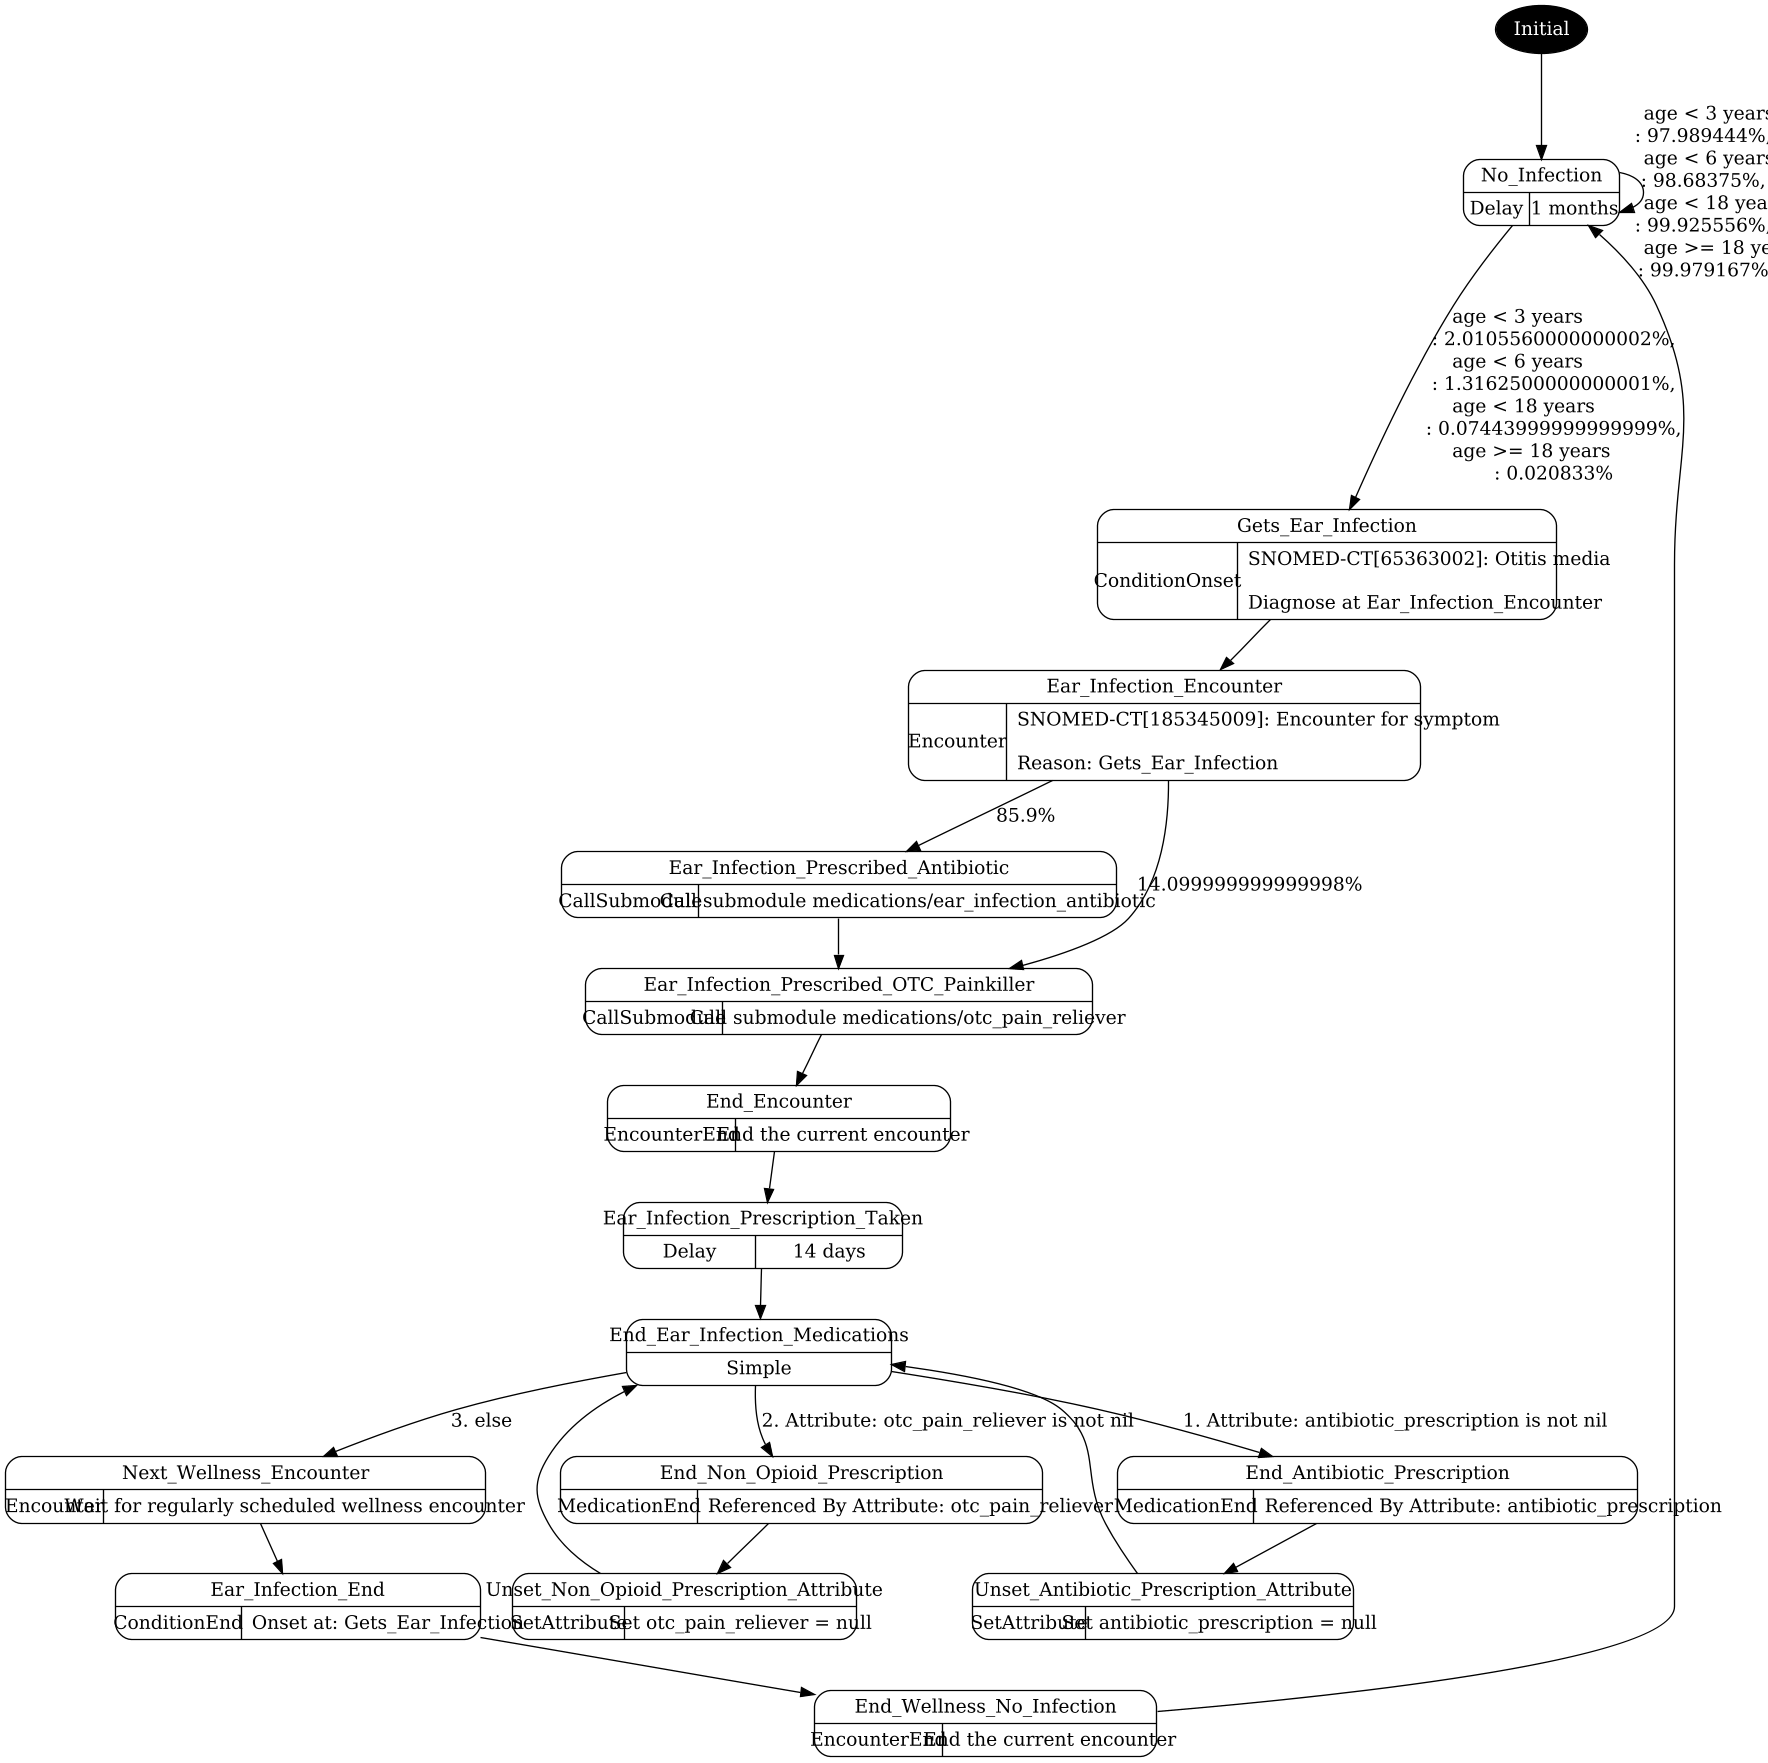 Initial
age < 3 years
: 97.989444%,
age < 6 years
: 98.68375%,
age < 18 yea
: 99.925556%,
age >= 18 ye
: 99.979167%
No_Infection
Delay 1 months
age < 3 years
: 2.0105560000000002%,
age < 6 years
: 1.3162500000000001%,
age < 18 years
: 0.07443999999999999%,
age >= 18 years
: 0.020833%
Gets_Ear_Infection
ConditionOnset
SNOMED-CT[65363002]: Otitis media
Diagnose at Ear_Infection_Encounter
Ear_Infection_Encounter
Encounter
SNOMED-CT[185345009]: Encounter for symptom
Reason: Gets_Ear_Infection
85.9%
14.099999999999998%
Ear_Infection_Prescribed_Antibiotic
CallSubmodule Call submodule medications/ear_infection_antibiotic
Ear_Infection_Prescribed_OTC_Painkiller
CallSubmodule Call submodule medications/otc_pain_reliever
End_Encounter
EncounterEnd End the current encounter
Ear_Infection_Prescription_Taken
Delay 14 days
End_Ear_Infection_Medications
Simple
3. else
2. Attribute: otc_pain_reliever is not nil
1. Attribute: antibiotic_prescription is not nil
Next_Wellness_Encounter
Encounter Wait for regularly scheduled wellness encounter
End_Non_Opioid_Prescription
MedicationEnd Referenced By Attribute: otc_pain_reliever
End_Antibiotic_Prescription
MedicationEnd Referenced By Attribute: antibiotic_prescription
Ear_Infection_End
ConditionEnd Onset at: Gets_Ear_Infection
Unset_Non_Opioid_Prescription_Attribute
SetAttribute Set otc_pain_reliever = null
Unset_Antibiotic_Prescription_Attribute
SetAttribute Set antibiotic_prescription = null
End_Wellness_No_Infection
EncounterEnd End the current encounter